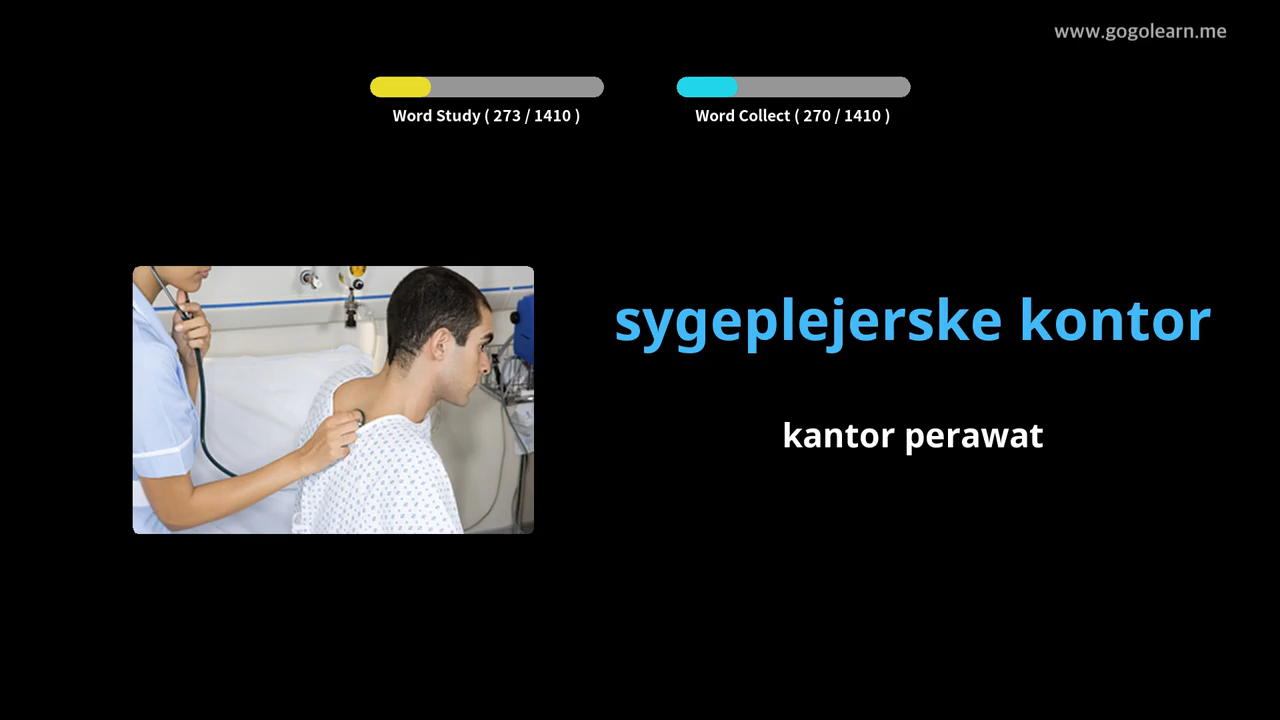 www.gogolearn.me
Word Study ( 273 / 1410 )
Word Collect ( 270 / 1410 )
sygeplejerske kontor
kantor perawat